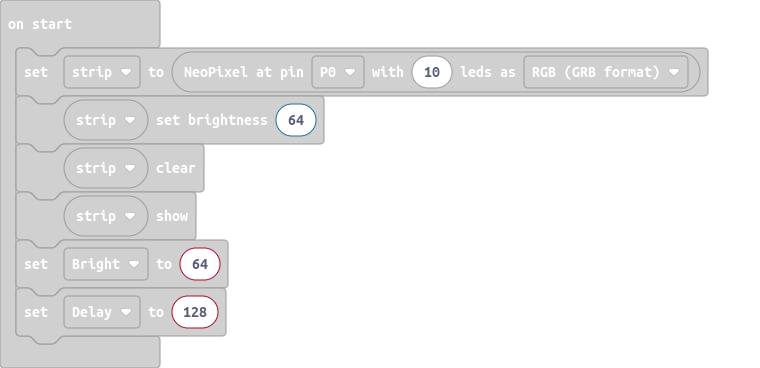 on start
set strip to NeoPixel at pin P0 with 10 leds as RGB (GRB format)
strip set brightness 64
strip clear
strip show
set Bright to 64
set Delay to 128